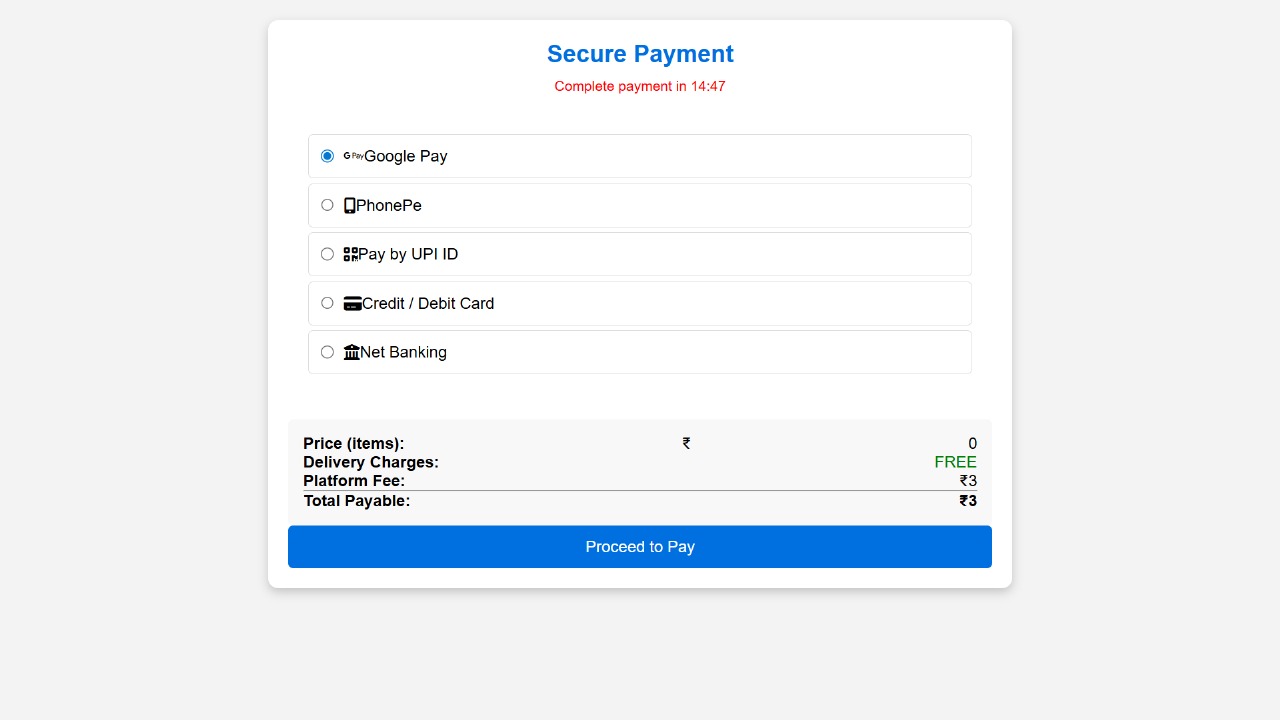 Secure Payment
Complete payment in 14:47
G Pay Google Pay
PhonePe
Pay by UPI ID
Credit / Debit Card
Net Banking
Price (items): ₹ 0
Delivery Charges: FREE
Platform Fee: ₹3
Total Payable: ₹3
Proceed to Pay